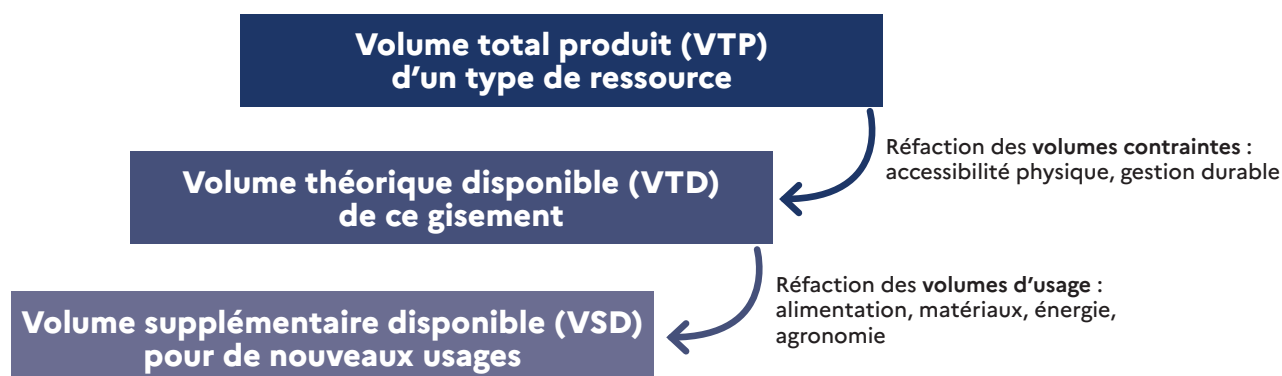 Volume total produit (VTP)
d’un type de ressource
Réfaction des volumes contraintes :
accessibilité physique, gestion durable
Volume théorique disponible (VTD)
de ce gisement
Réfaction des volumes d’usage :
alimentation, matériaux, énergie,
agronomie
Volume supplémentaire disponible (VSD)
pour de nouveaux usages